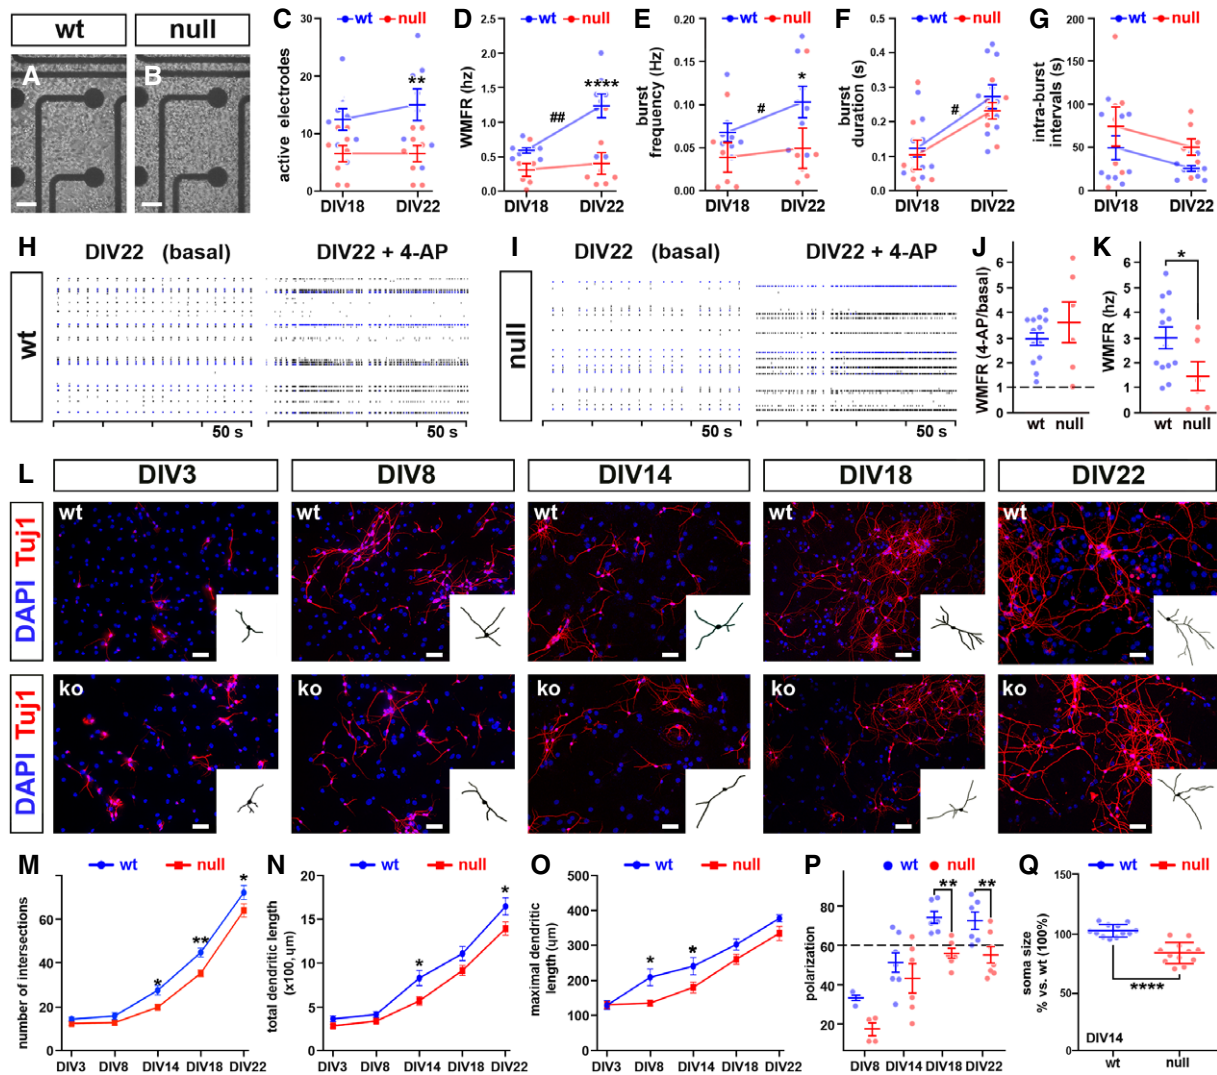 wt
null
A
B
C
wt null
active electrodes
30
20
10
0
DIV18 DIV22
**
D
wt null
WMFR (hz)
2.5
2.0
1.5
1.0
0.5
0.0
DIV18 DIV22
##
****
E
wt null
burst
frequency (Hz)
0.20
0.15
0.10
0.05
0.00
DIV18 DIV22
#
*
F
wt null
burst
duration (s)
0.5
0.4
0.3
0.2
0.1
0.0
DIV18 DIV22
#
G
wt null
intra-burst
intervals (s)
200
150
100
50
0
DIV18 DIV22
H
DIV22 (basal)
DIV22 + 4-AP
wt
50 s
50 s
I
DIV22 (basal)
DIV22 + 4-AP
null
50 s
50 s
J
WMFR (4-AP/basal)
6
5
4
3
2
1
0
wt null
K
WMFR (hz)
6
5
4
3
2
1
0
wt null
*
L
DIV3
DIV8
DIV14
DIV18
DIV22
DAPI Tuj1
wt
wt
wt
wt
wt
DAPI Tuj1
ko
ko
ko
ko
ko
M
wt null
number of intersections
60
40
20
0
DIV3 DIV8 DIV14 DIV18 DIV22
*
**
*
N
wt null
total dendritic length
(x100, um)
20
15
10
5
0
DIV3 DIV8 DIV14 DIV18 DIV22
*
*
O
wt null
maximal dendritic
length (um)
500
400
300
200
100
0
DIV3 DIV8 DIV14 DIV18 DIV22
*
*
P
wt null
polarization
80
60
40
20
DIV8 DIV14 DIV18 DIV22
**
**
Q
wt null
soma size
% vs. wt (100%)
150
100
50
0
DIV14
wt null
****